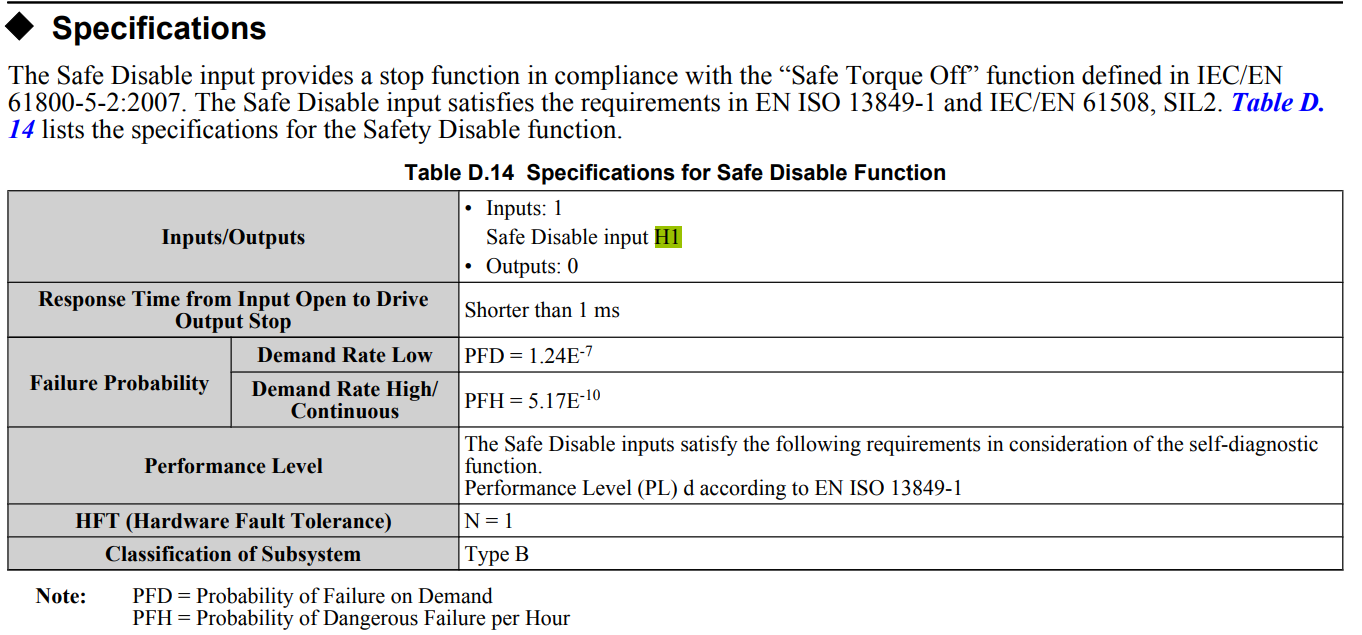 ◆ Specifications
The Safe Disable input provides a stop function in compliance with the “Safe Torque Off” function defined in IEC/EN
61800-5-2:2007. The Safe Disable input satisfies the requirements in EN ISO 13849-1 and IEC/EN 61508, SIL2. Table D.
14 lists the specifications for the Safety Disable function.
Table D.14 Specifications for Safe Disable Function
Inputs/Outputs
• Inputs: 1
Safe Disable input H1
• Outputs: 0
Response Time from Input Open to Drive
Output Stop
Shorter than 1 ms
Failure Probability
Demand Rate Low
PFD = 1.24E-7
Demand Rate High/
Continuous
PFH = 5.17E-10
Performance Level
The Safe Disable inputs satisfy the following requirements in consideration of the self-diagnostic
function.
Performance Level (PL) d according to EN ISO 13849-1
HFT (Hardware Fault Tolerance)
N = 1
Classification of Subsystem
Type B
Note: PFD = Probability of Failure on Demand
PFH = Probability of Dangerous Failure per Hour